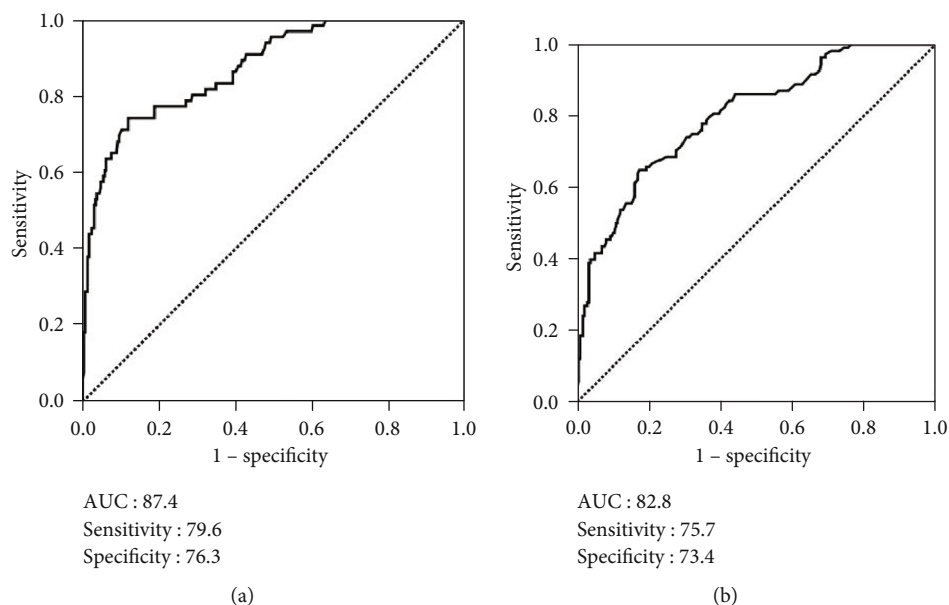 1.0
0.8
0.6
0.4
0.2
0.0
Sensitivity
0.0 0.2 0.4 0.6 0.8 1.0
1 – specificity
AUC : 87.4
Sensitivity : 79.6
Specificity : 76.3
(a)
1.0
0.8
0.6
0.4
0.2
0.0
Sensitivity
0.0 0.2 0.4 0.6 0.8 1.0
1 – specificity
AUC : 82.8
Sensitivity : 75.7
Specificity : 73.4
(b)